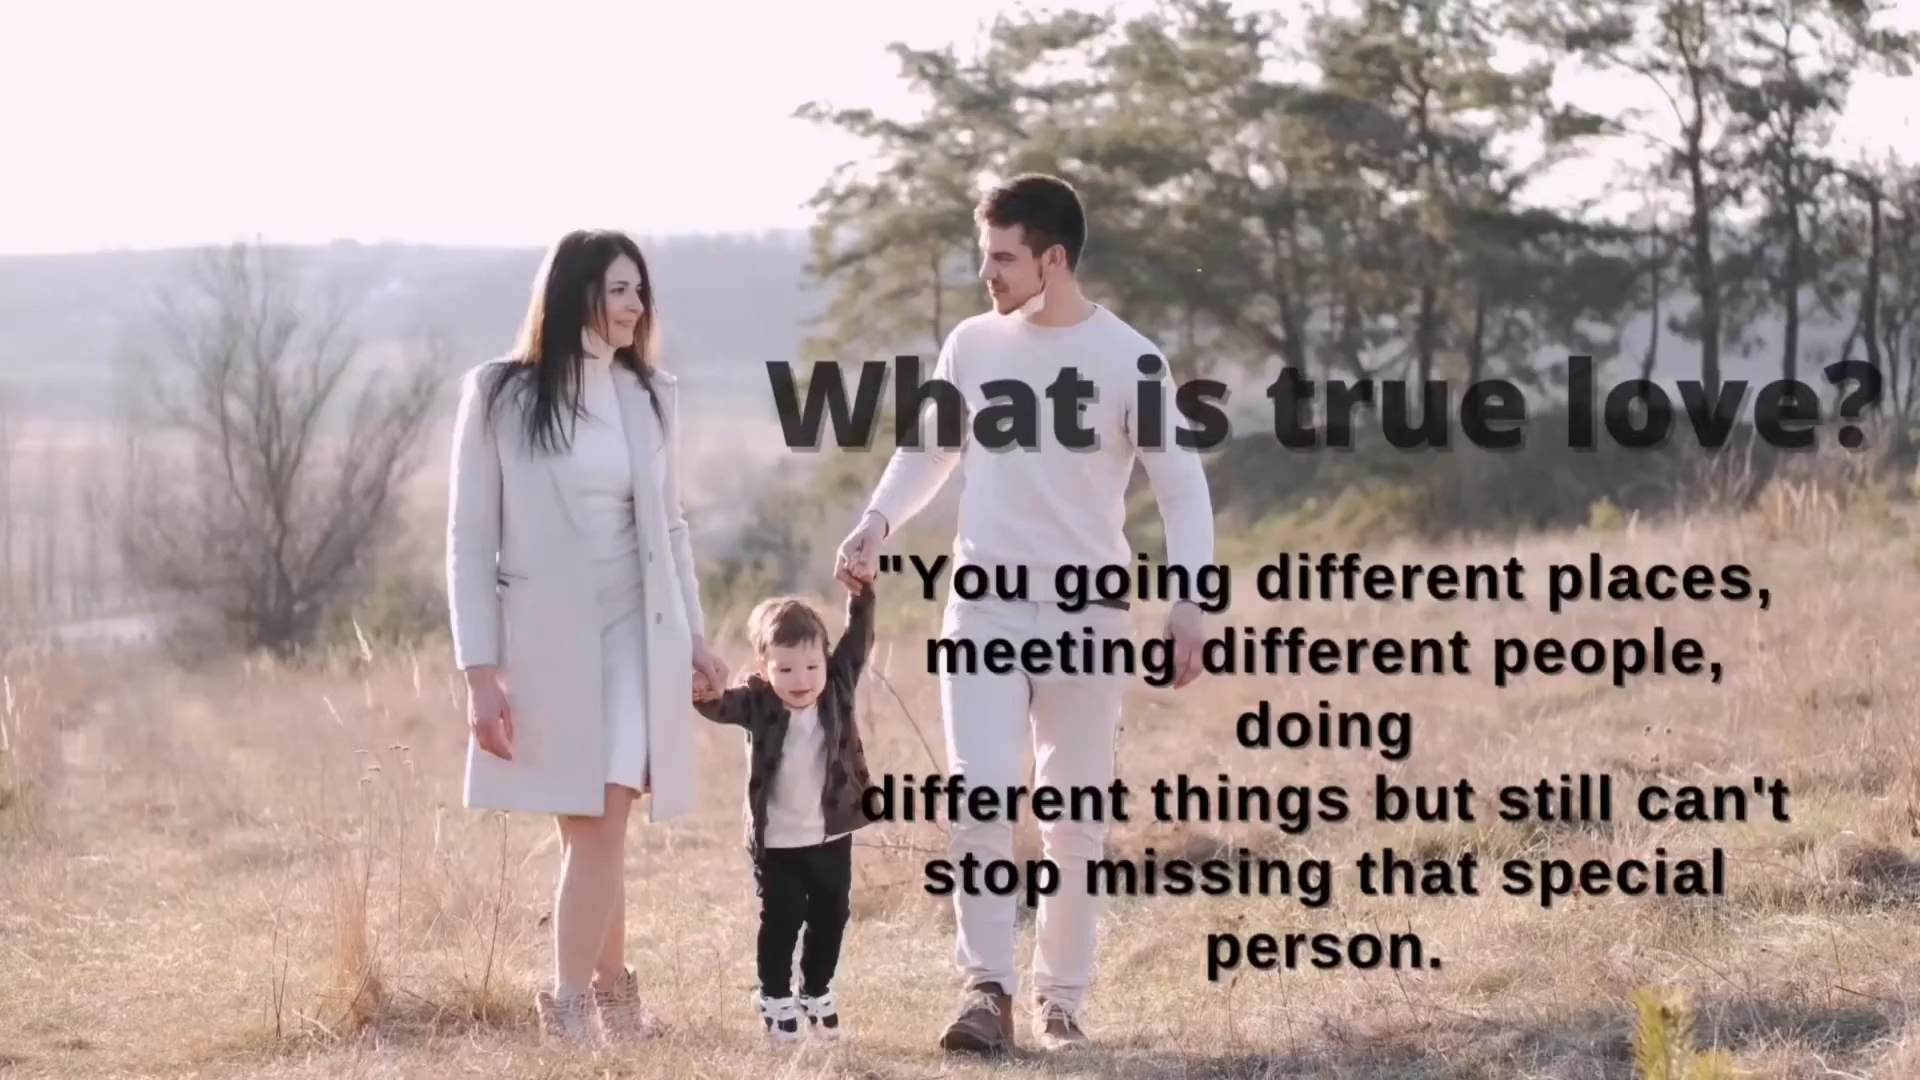 What is true love?
"You going different places,
meeting different people,
doing
different things but still can't
stop missing that special
person.